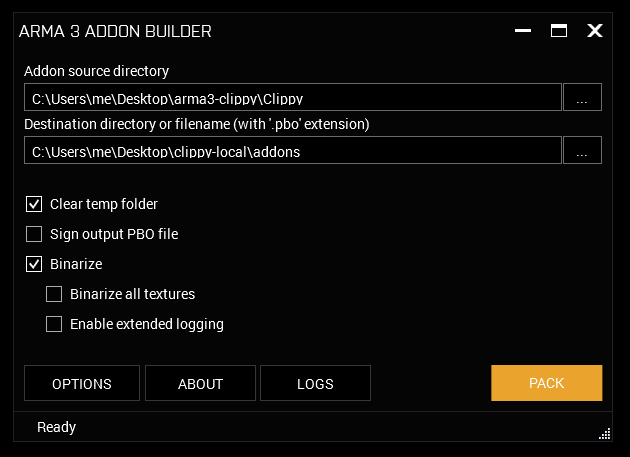 ARMA 3 ADDON BUILDER
Addon source directory
C:\Users\me\Desktop\arma3-clippy\Clippy
...
Destination directory or filename (with '.pbo' extension)
C:\Users\me\Desktop\clippy-local\addons
...
Clear temp folder
Sign output PBO file
Binarize
Binarize all textures
Enable extended logging
OPTIONS
ABOUT
LOGS
PACK
Ready